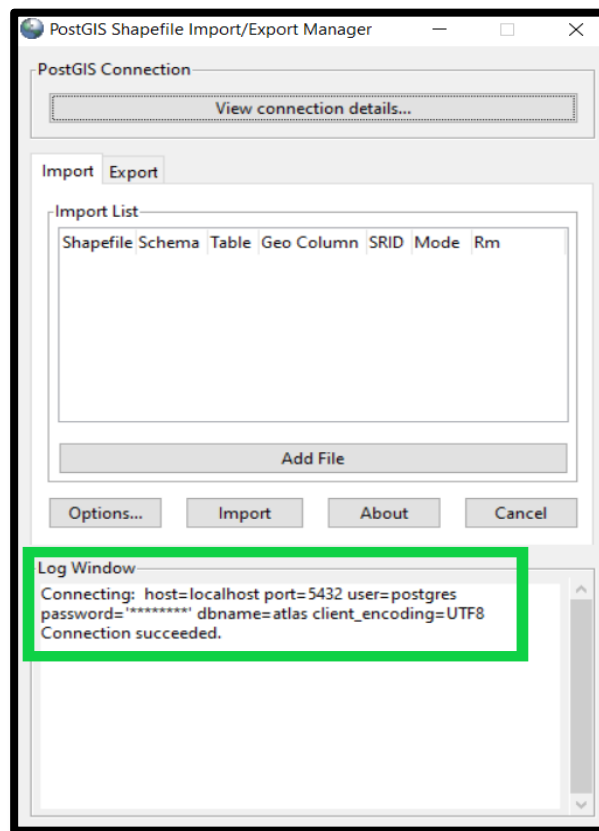 PostGIS Shapefile Import/Export Manager
PostGIS Connection
View connection details...
Import Export
Import List
Shapefile Schema Table Geo Column SRID Mode Rm
Add File
Options... Import About Cancel
Log Window
Connecting: host=localhost port=5432 user=postgres
password='********' dbname=atlas client_encoding=UTF8
Connection succeeded.